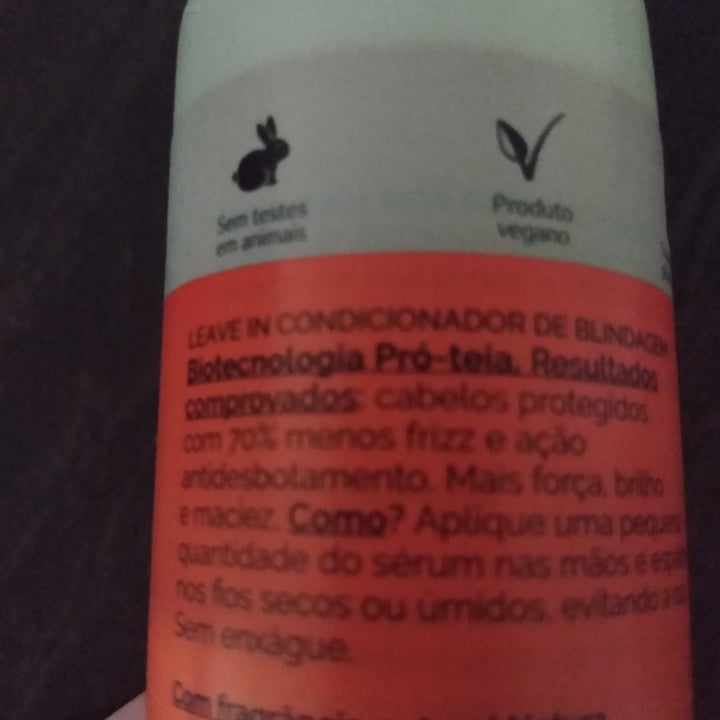 Sem testes
em animais
Produto
vegano
LEAVE IN CONDICIONADOR DE BLINDAGEM
Biotecnologia Pró-teia. Resultados
comprovados: cabelos protegidos
com 70% menos frizz e ação
antidesbotamento. Mais força, brilho
e maciez. Como? Aplique uma
quantidade do sérum nas mãos e
nos fios secos ou úmidos, evitando a
Sem enxágue.
Com